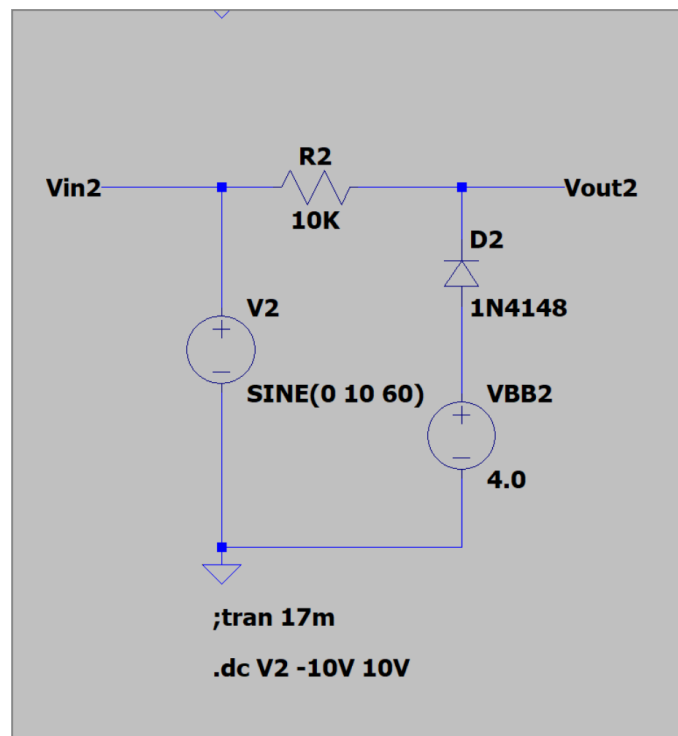 R2
Vin2
Vout2
10K
D2
1N4148
V2
+
SINE(0 10 60)
VBB2
+
4.0
;tran 17m
.dc V2 -10V 10V